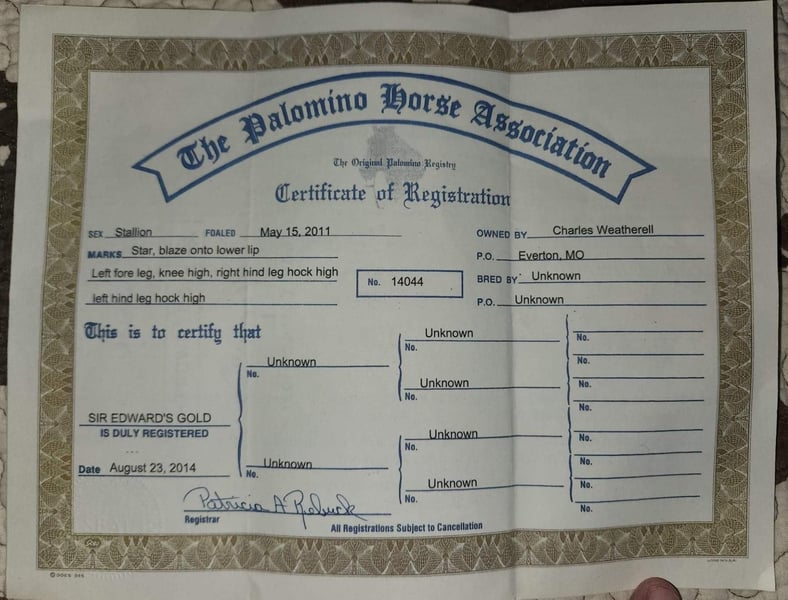 The Palomino Horse Association
The Original Palomino Registry
Certificate of Registration
SEX Stallion FOALED May 15, 2011
OWNED BY Charles Weatherell
MARKS Star, blaze onto lower lip
P.O. Everton, MO
Left fore leg, knee high, right hind leg hock high
No. 14044
BRED BY Unknown
left hind leg hock high
P.O. Unknown
This is to certify that
Unknown
No.
Unknown
No.
Unknown
No.
Unknown
No.
Unknown
No.
Unknown
No.
No.
No.
No.
No.
No.
No.
No.
No.
SIR EDWARD'S GOLD
IS DULY REGISTERED
Date August 23, 2014
Patricia A Roebuck
Registrar
All Registrations Subject to Cancellation